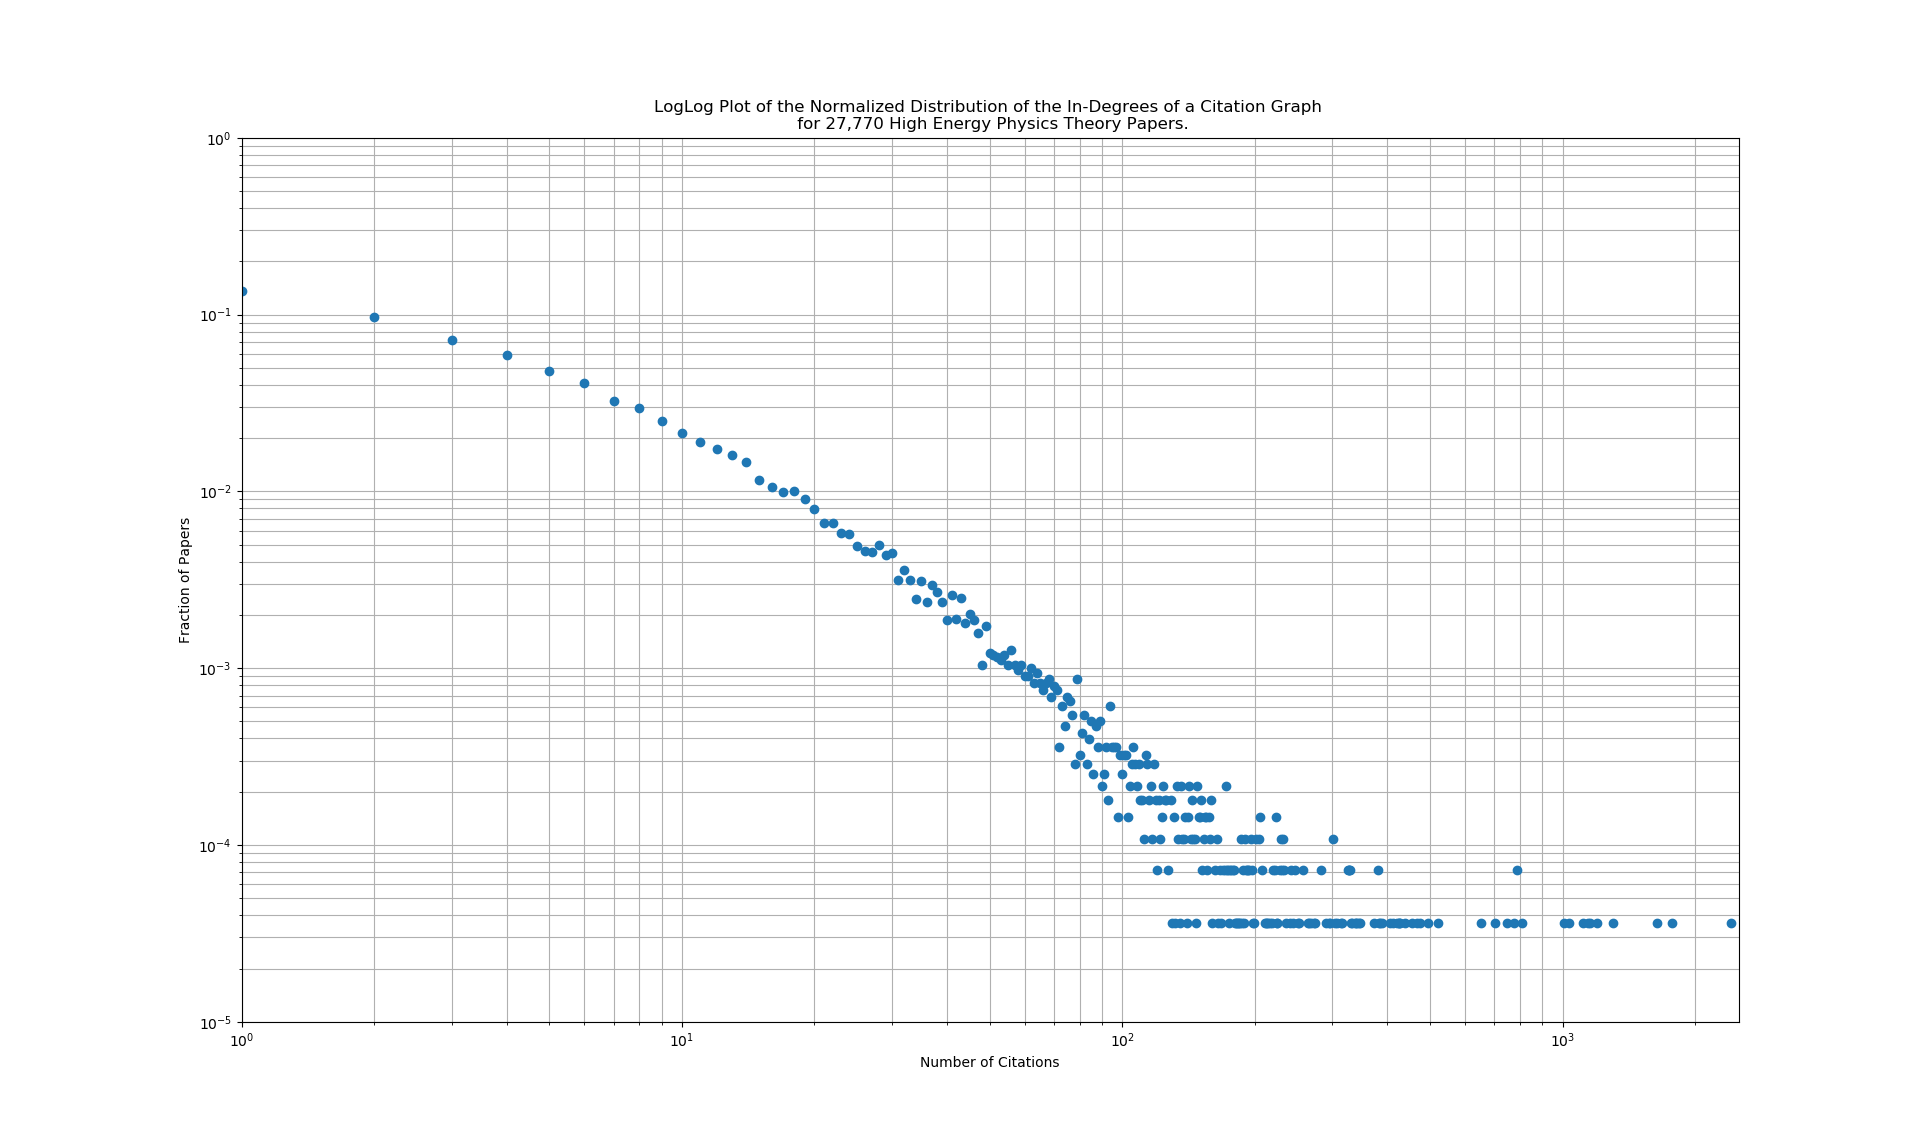 LogLog Plot of the Normalized Distribution of the In-Degrees of a Citation Graph
for 27,770 High Energy Physics Theory Papers.
Fraction of Papers
10⁰
10⁻¹
10⁻²
10⁻³
10⁻⁴
10⁻⁵
10⁰ 10¹ 10² 10³
Number of Citations